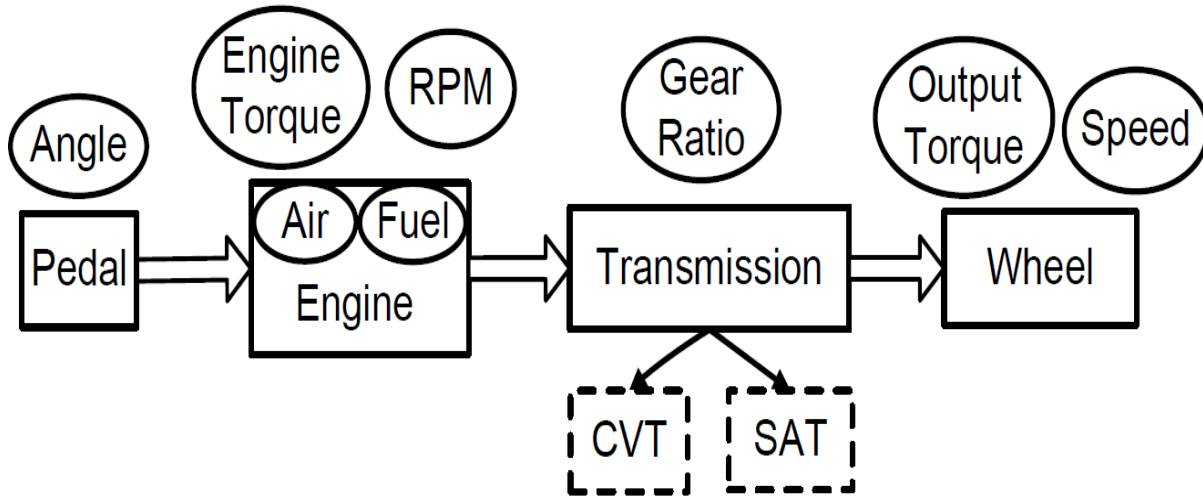 Angle
Engine
Torque
RPM
Gear
Ratio
Output
Torque
Speed
Pedal
Air
Fuel
Engine
Transmission
Wheel
CVT
SAT